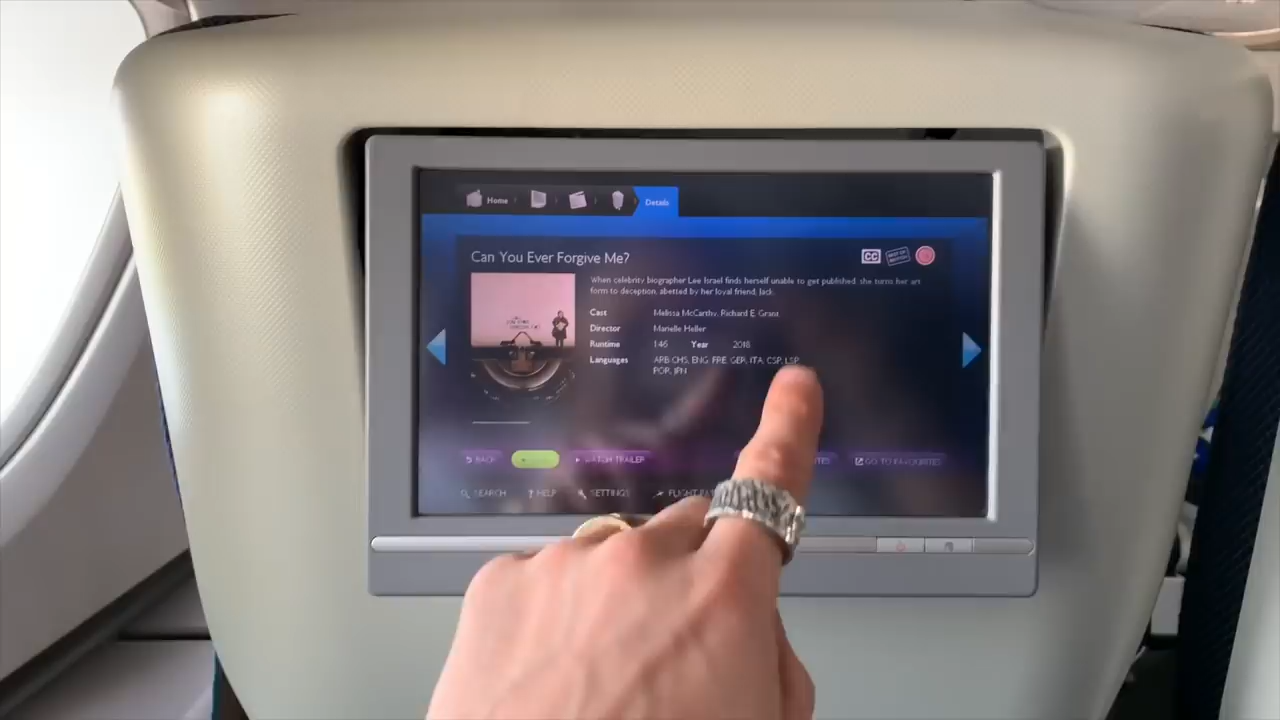 Home
Details
Can You Ever Forgive Me?
CC
When celebrity biographer Lee Israel finds herself unable to get published, she turns her art
form to deception, abetted by her loyal friend, Jack.
Cast Melissa McCarthy, Richard E. Grant
Director Marielle Heller
Runtime 146 Year 2018
Languages ARB CHS, ENG, FRE, GER, ITA, CSP, LSP,
POR, JPN
BACK
WATCH TRAILER
GO TO FAVOURITES
SEARCH
HELP
SETTINGS
FLIGHT